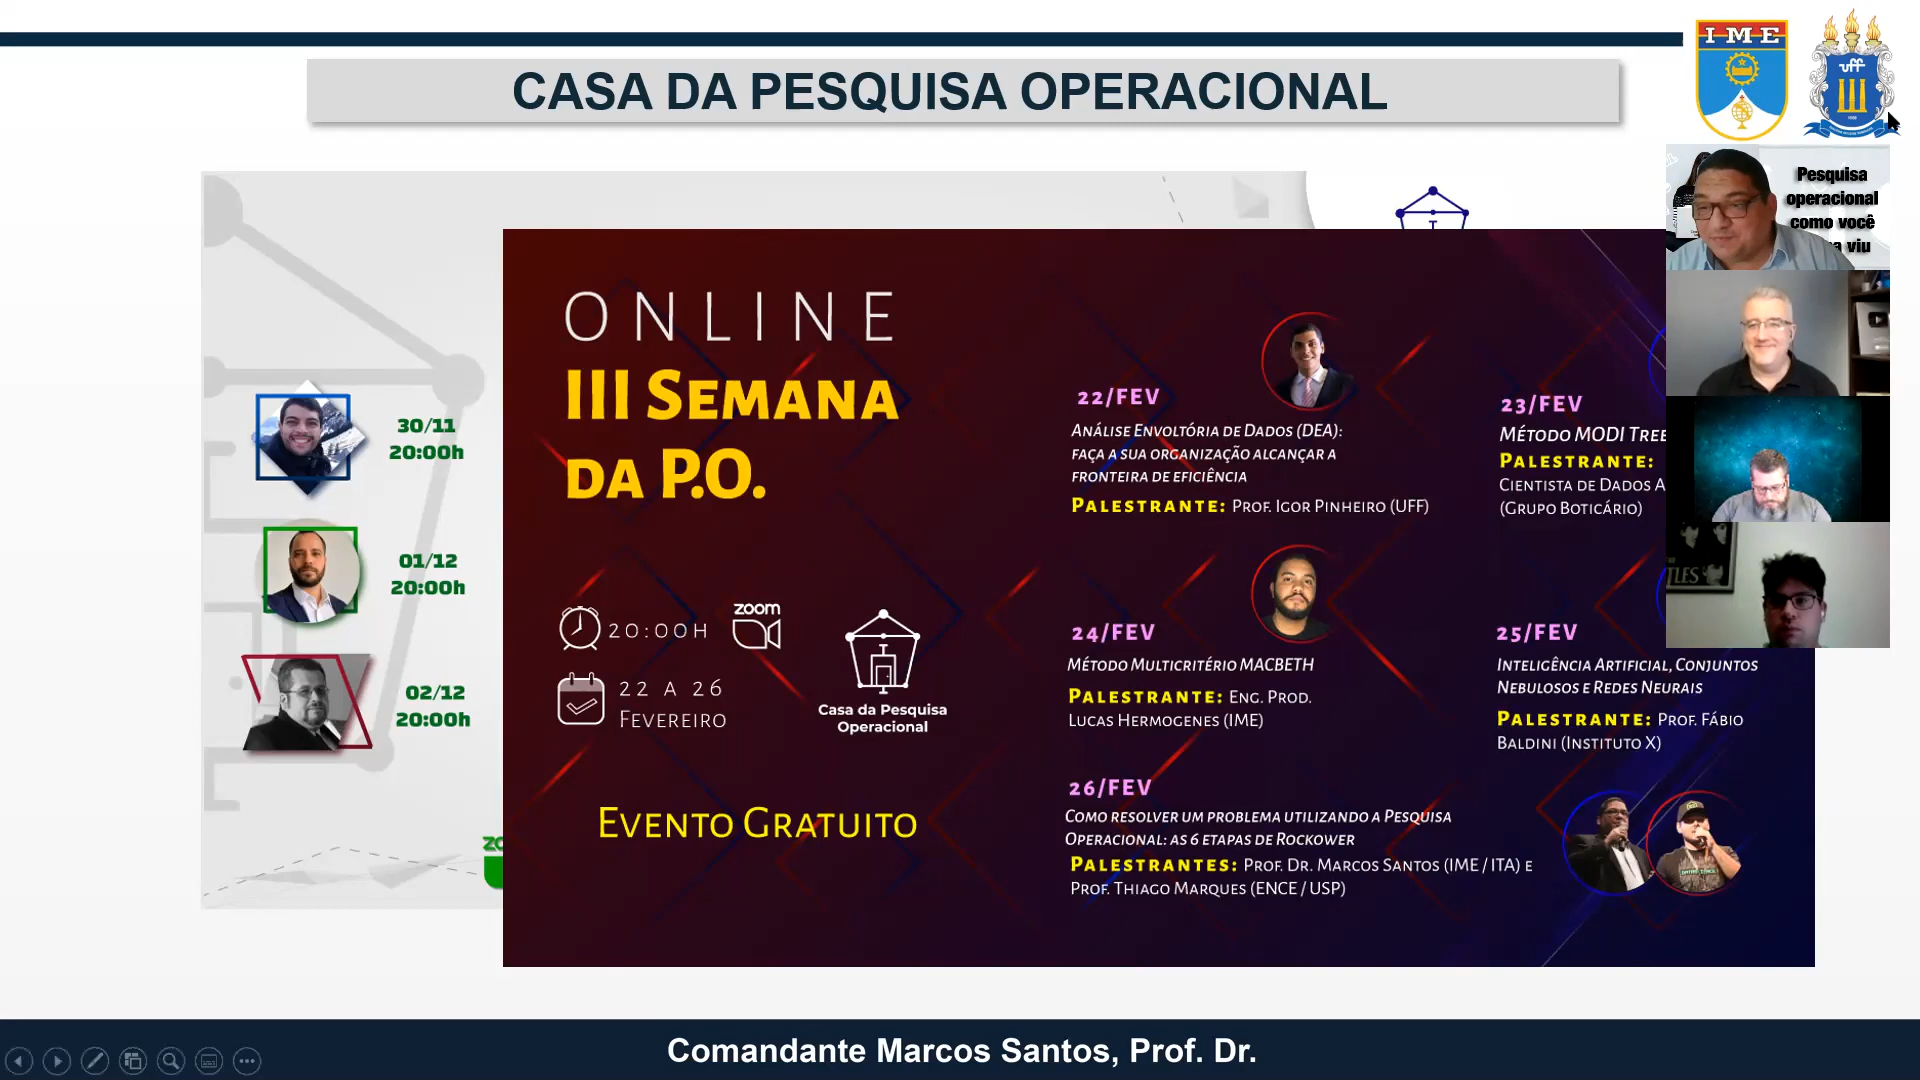 IME
uff
CASA DA PESQUISA OPERACIONAL
Pesquisa
operacional
como você
viu
30/11
20:00h
01/12
20:00h
02/12
20:00h
ONLINE
III Semana
da P.O.
20:00h
zoom
22 a 26
Fevereiro
Casa da Pesquisa
Operacional
Evento Gratuito
22/FEV
Análise Envoltória de Dados (DEA):
faça a sua organização alcançar a
fronteira de eficiência
Palestrante: Prof. Igor Pinheiro (UFF)
23/FEV
Método MODI Tree
Palestrante:
Cientista de Dados A
(Grupo Boticário)
24/FEV
Método Multicritério MACBETH
Palestrante: Eng. Prod.
Lucas Hermogenes (IME)
25/FEV
Inteligência Artificial, Conjuntos
Nebulosos e Redes Neurais
Palestrante: Prof. Fábio
Baldini (Instituto X)
26/FEV
Como resolver um problema utilizando a Pesquisa
Operacional: as 6 etapas de Rockower
Palestrantes: Prof. Dr. Marcos Santos (IME / ITA) e
Prof. Thiago Marques (ENCE / USP)
Comandante Marcos Santos, Prof. Dr.